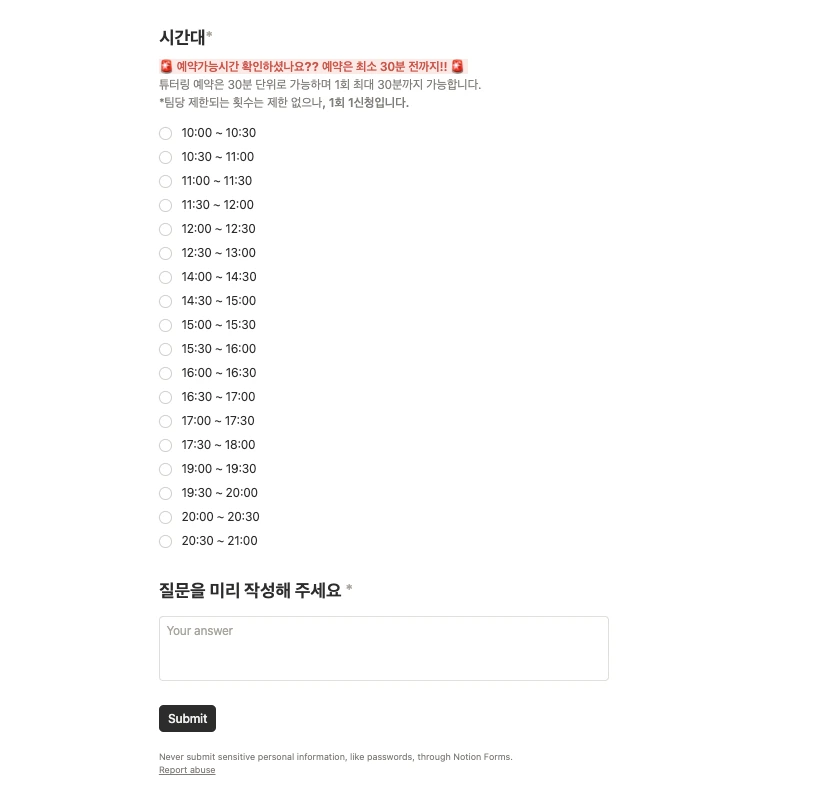 시간대*
🚨 예약가능시간 확인하셨나요?? 예약은 최소 30분 전까지!! 🚨
튜터링 예약은 30분 단위로 가능하며 1회 최대 30분까지 가능합니다.
*팀당 제한되는 횟수는 제한 없으나, 1회 1신청입니다.
10:00 ~ 10:30
10:30 ~ 11:00
11:00 ~ 11:30
11:30 ~ 12:00
12:00 ~ 12:30
12:30 ~ 13:00
14:00 ~ 14:30
14:30 ~ 15:00
15:00 ~ 15:30
15:30 ~ 16:00
16:00 ~ 16:30
16:30 ~ 17:00
17:00 ~ 17:30
17:30 ~ 18:00
19:00 ~ 19:30
19:30 ~ 20:00
20:00 ~ 20:30
20:30 ~ 21:00
질문을 미리 작성해 주세요 *
Your answer
Submit
Never submit sensitive personal information, like passwords, through Notion Forms.
Report abuse